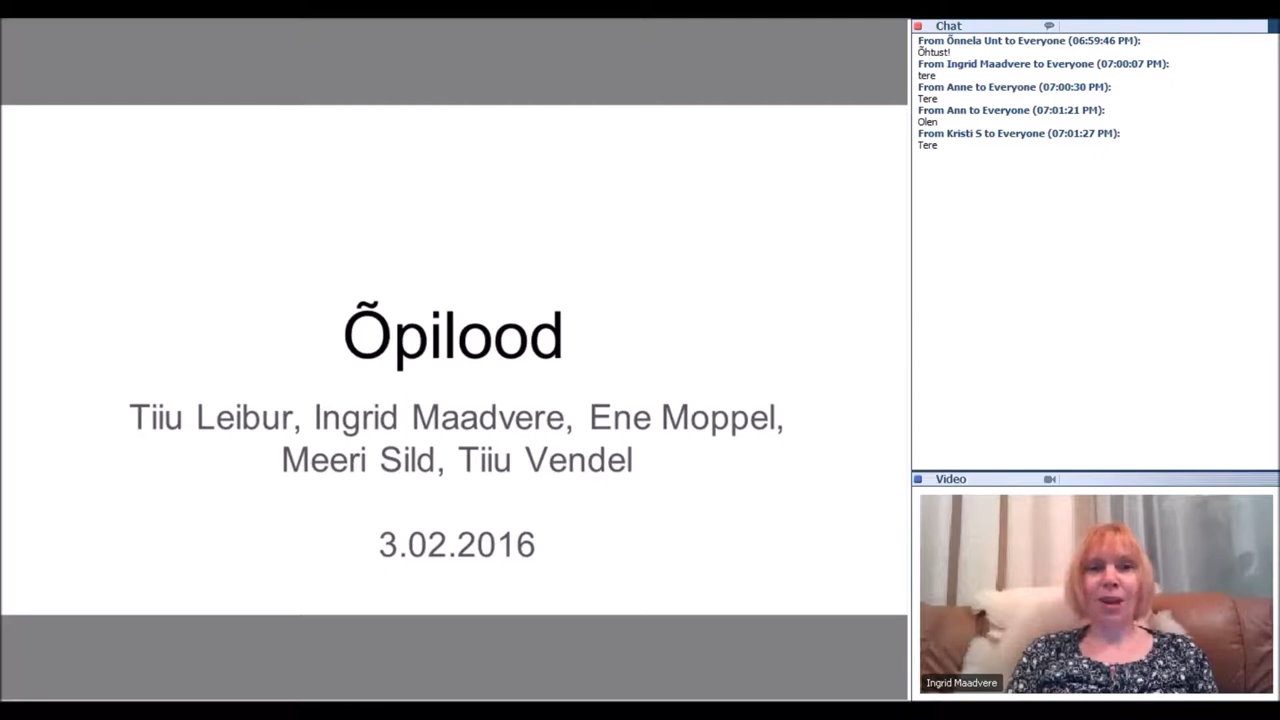 Õpilood
Tiiu Leibur, Ingrid Maadvere, Ene Moppel,
Meeri Sild, Tiiu Vendel
3.02.2016
Chat
From Õnnela Unt to Everyone (06:59:46 PM):
Õhtust!
From Ingrid Maadvere to Everyone (07:00:07 PM):
tere
From Anne to Everyone (07:00:30 PM):
Tere
From Ann to Everyone (07:01:21 PM):
Olen
From Kristi S to Everyone (07:01:27 PM):
Tere
Video
Ingrid Maadvere